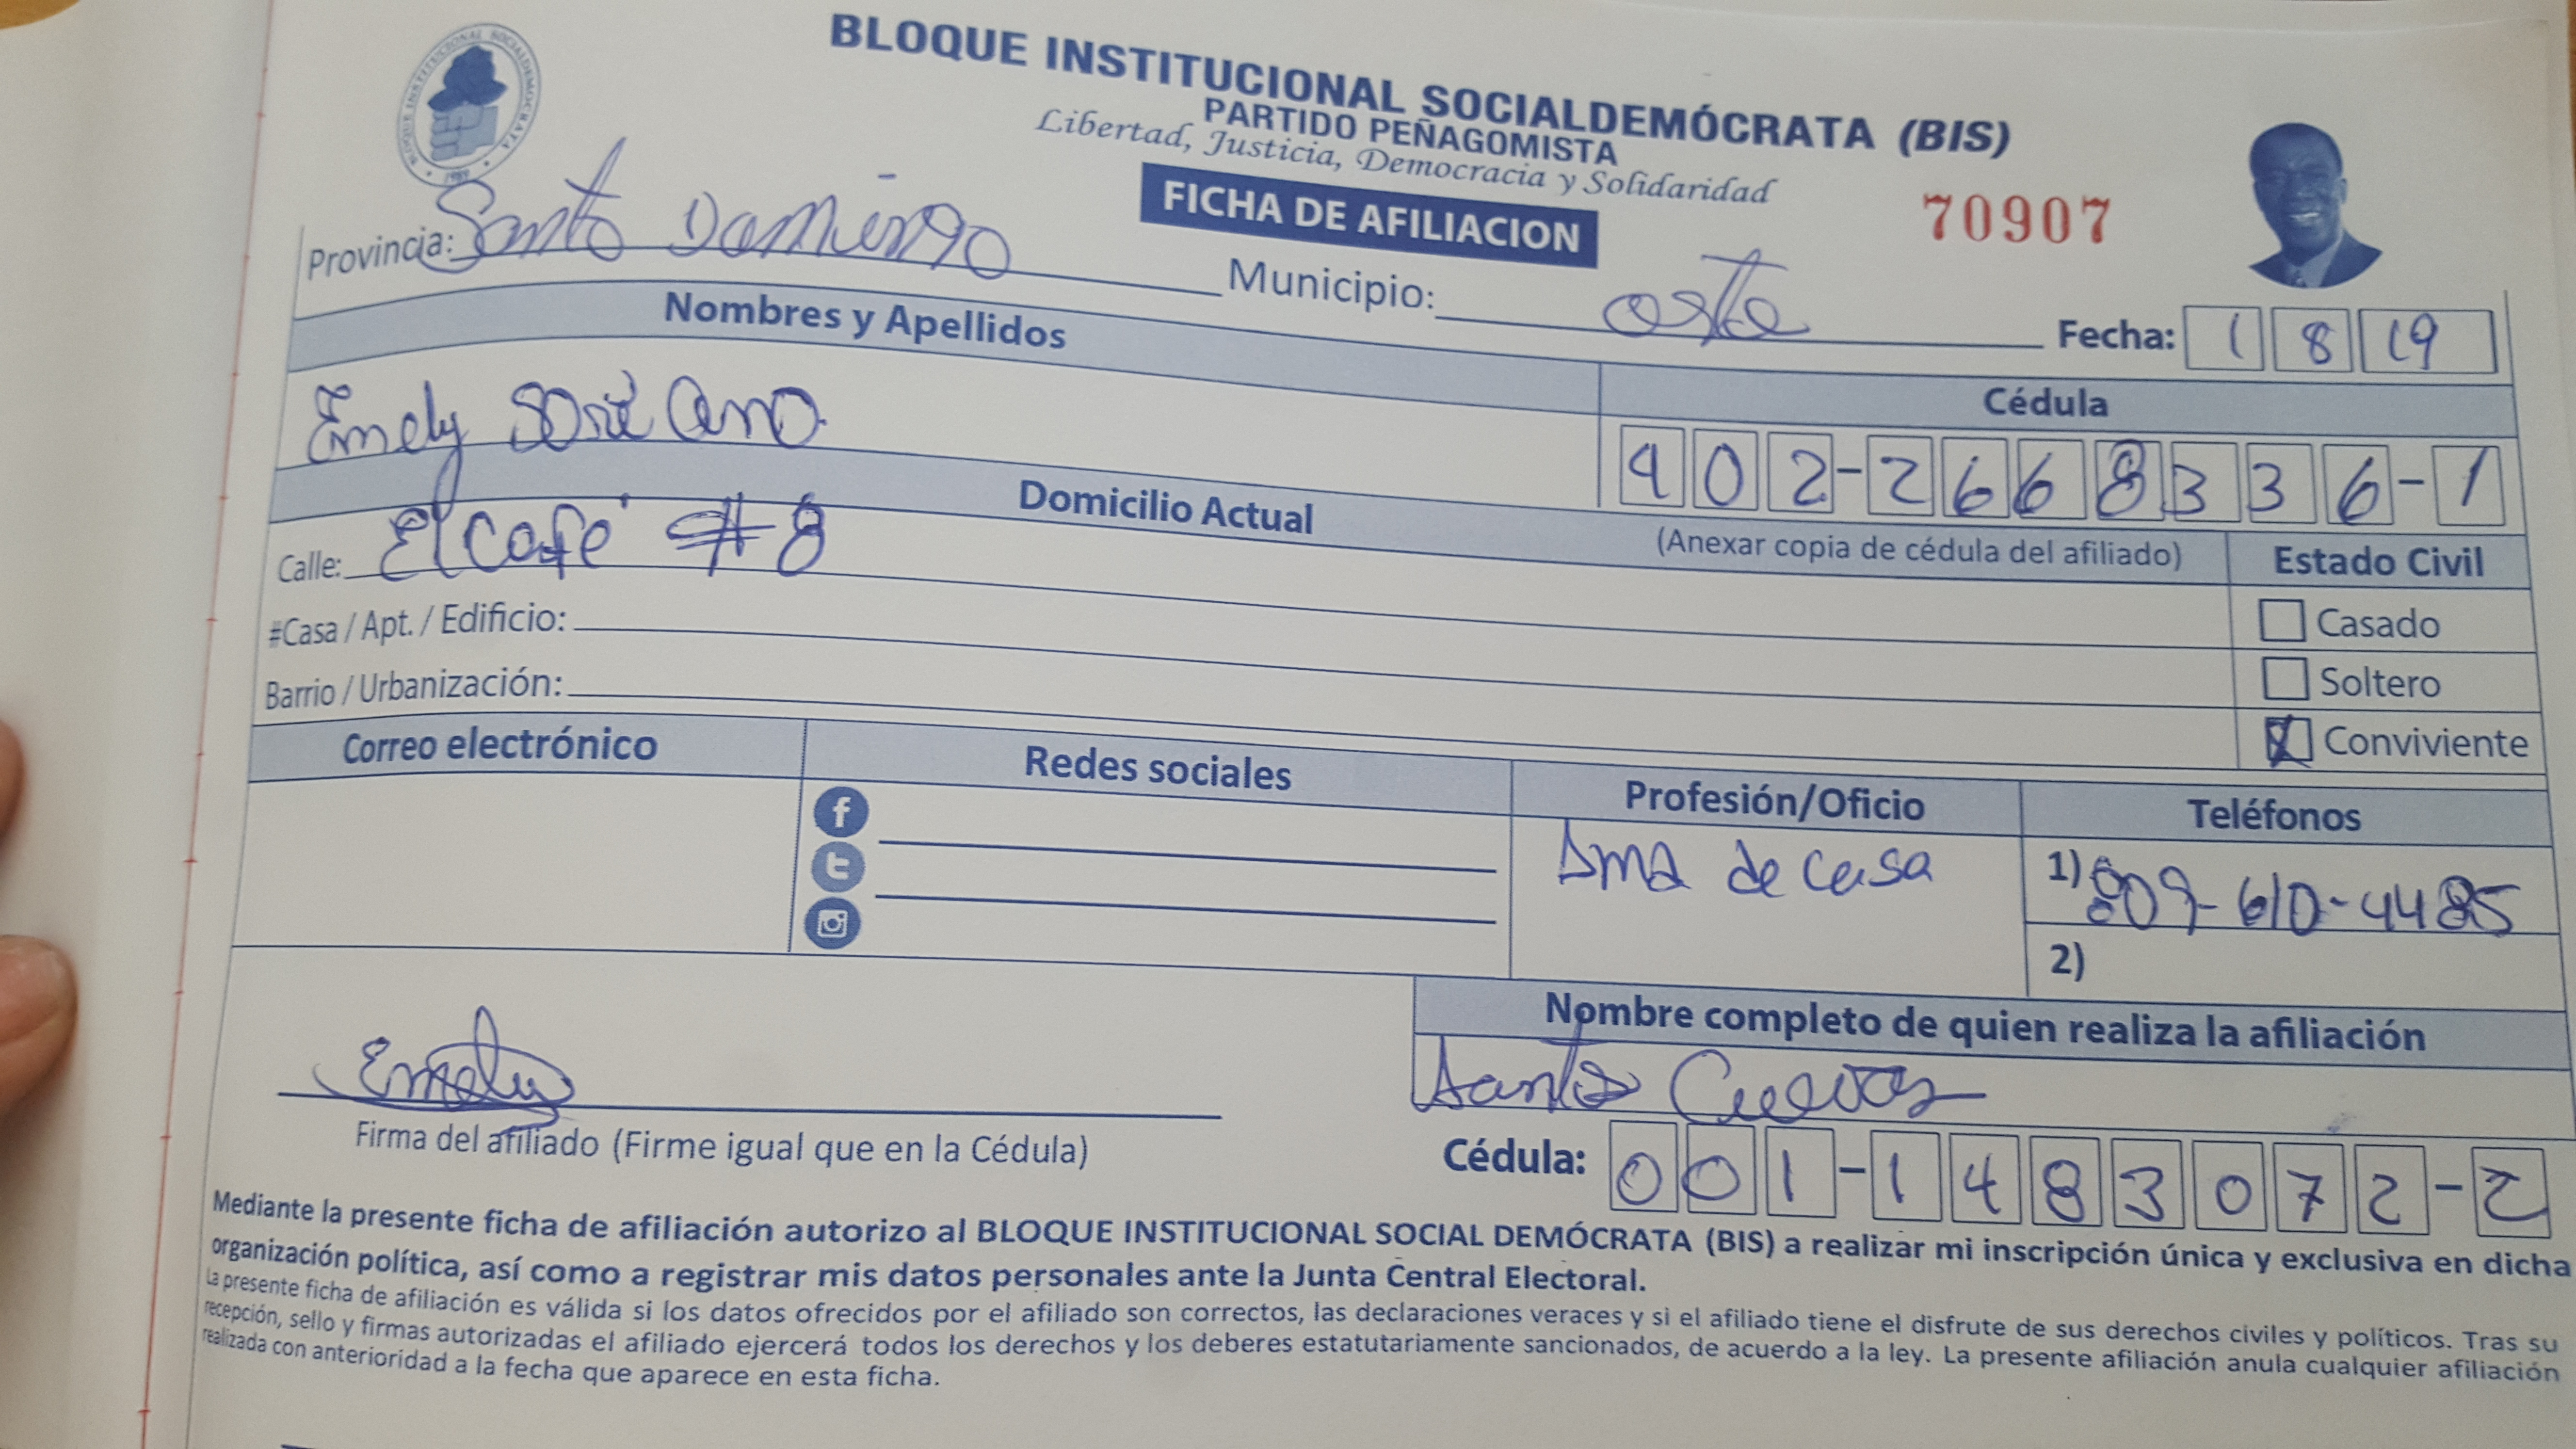 BLOQUE INSTITUCIONAL SOCIALDEMÓCRATA (BIS)
PARTIDO PEÑAGOMISTA
Libertad, Justicia, Democracia y Solidaridad
BLOQUE INSTITUCIONAL SOCIALDEMOCRATA
1989
FICHA DE AFILIACION
70907
Provincia: Santo Domingo Municipio: oste Fecha: 1 8 19
Nombres y Apellidos Cédula
Emely 402-2668336-1
Domicilio Actual (Anexar copia de cédula del afiliado) Estado Civil
Calle: El Café #8
Casado
#Casa / Apt. / Edificio:
Soltero
Barrio / Urbanización:
Conviviente
Correo electrónico Redes sociales Profesión/Oficio Teléfonos
Ama de casa 1) 809-610-4485
2)
Nombre completo de quien realiza la afiliación
Emely Santos Cuevas
Firma del afiliado (Firme igual que en la Cédula) Cédula: 001-1483072-2
Mediante la presente ficha de afiliación autorizo al BLOQUE INSTITUCIONAL SOCIAL DEMÓCRATA (BIS) a realizar mi inscripción única y exclusiva en dicha
organización política, así como a registrar mis datos personales ante la Junta Central Electoral.
La presente ficha de afiliación es válida si los datos ofrecidos por el afiliado son correctos, las declaraciones veraces y si el afiliado tiene el disfrute de sus derechos civiles y políticos. Tras su
recepción, sello y firmas autorizadas el afiliado ejercerá todos los derechos y los deberes estatutariamente sancionados, de acuerdo a la ley. La presente afiliación anula cualquier afiliación
realizada con anterioridad a la fecha que aparece en esta ficha.